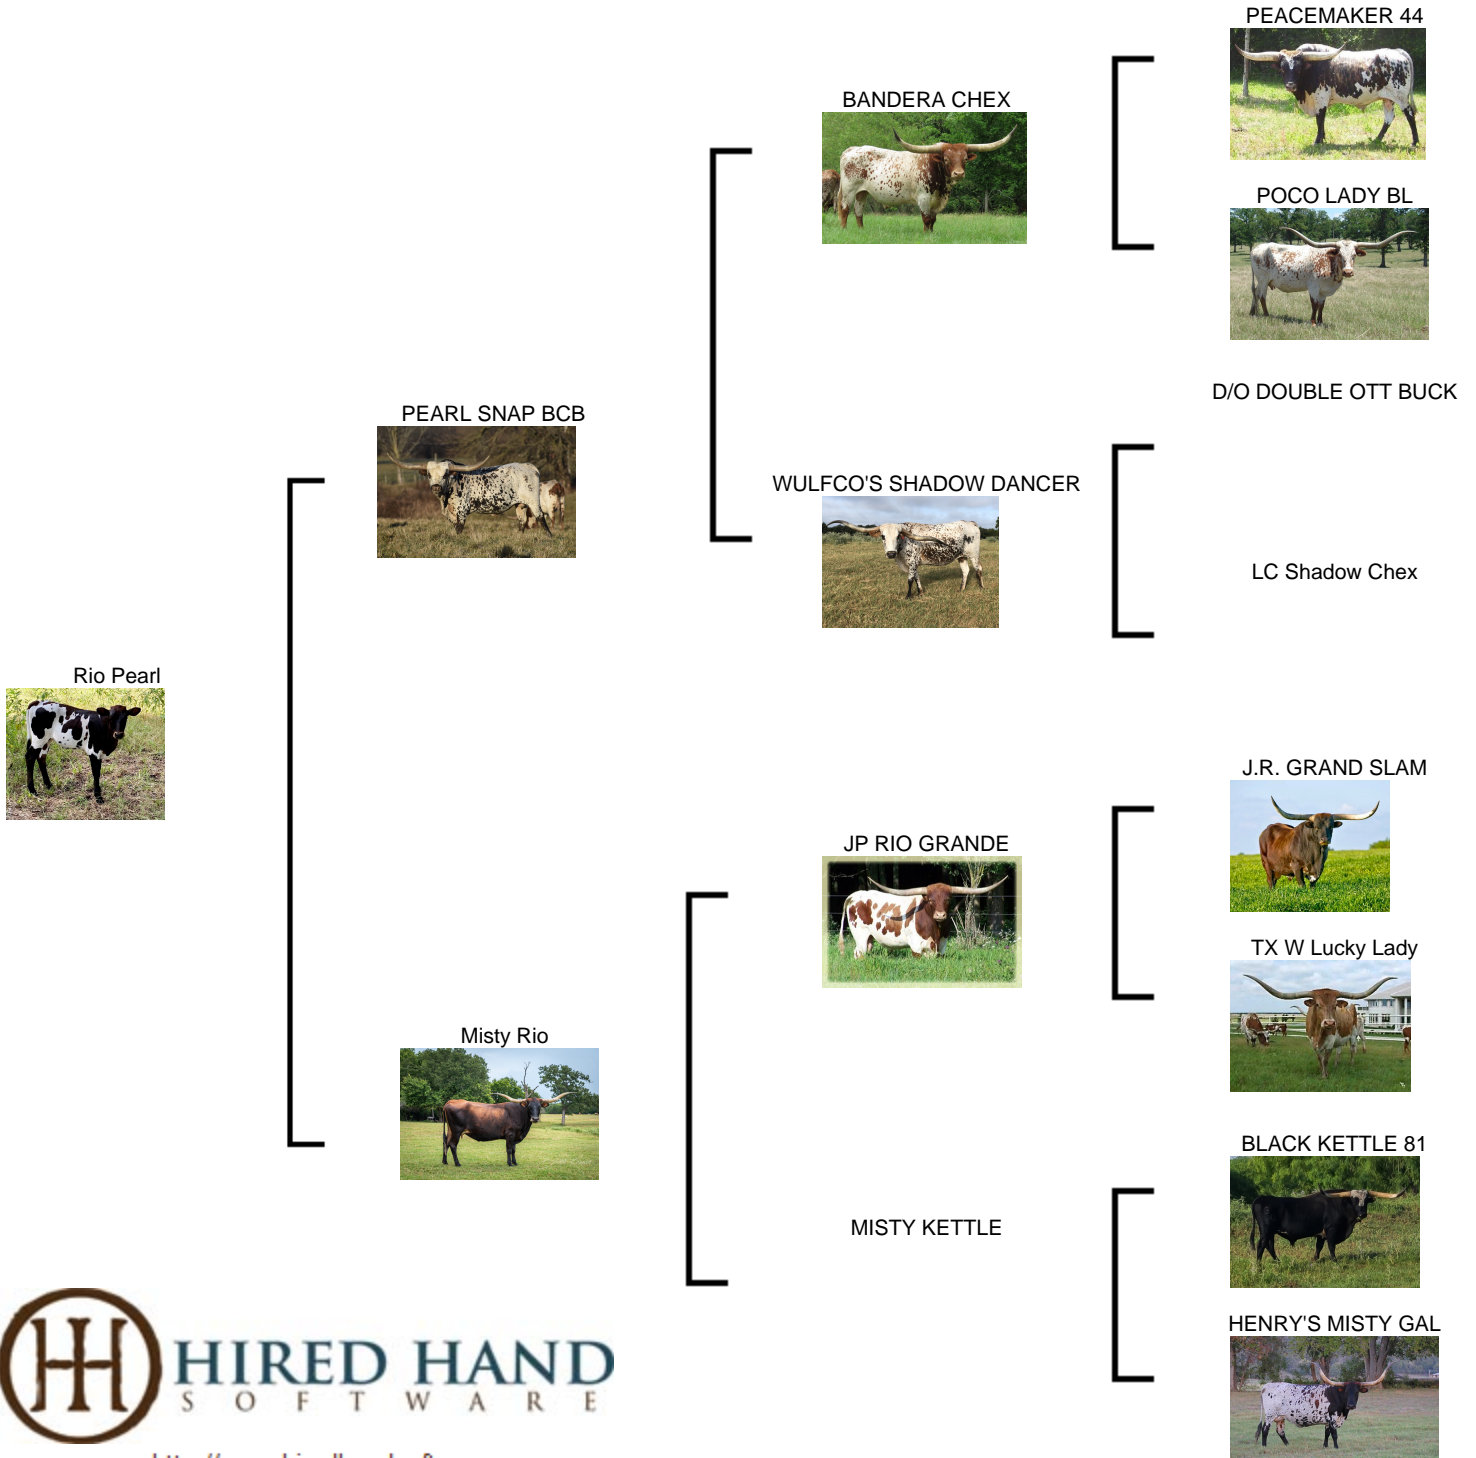 PEACEMAKER 44
BANDERA CHEX
POCO LADY BL
D/O DOUBLE OTT BUCK
PEARL SNAP BCB
WULFCO'S SHADOW DANCER
LC Shadow Chex
Rio Pearl
J.R. GRAND SLAM
JP RIO GRANDE
TX W Lucky Lady
Misty Rio
BLACK KETTLE 81
MISTY KETTLE
HENRY'S MISTY GAL
HIRED HAND
SOFTWARE